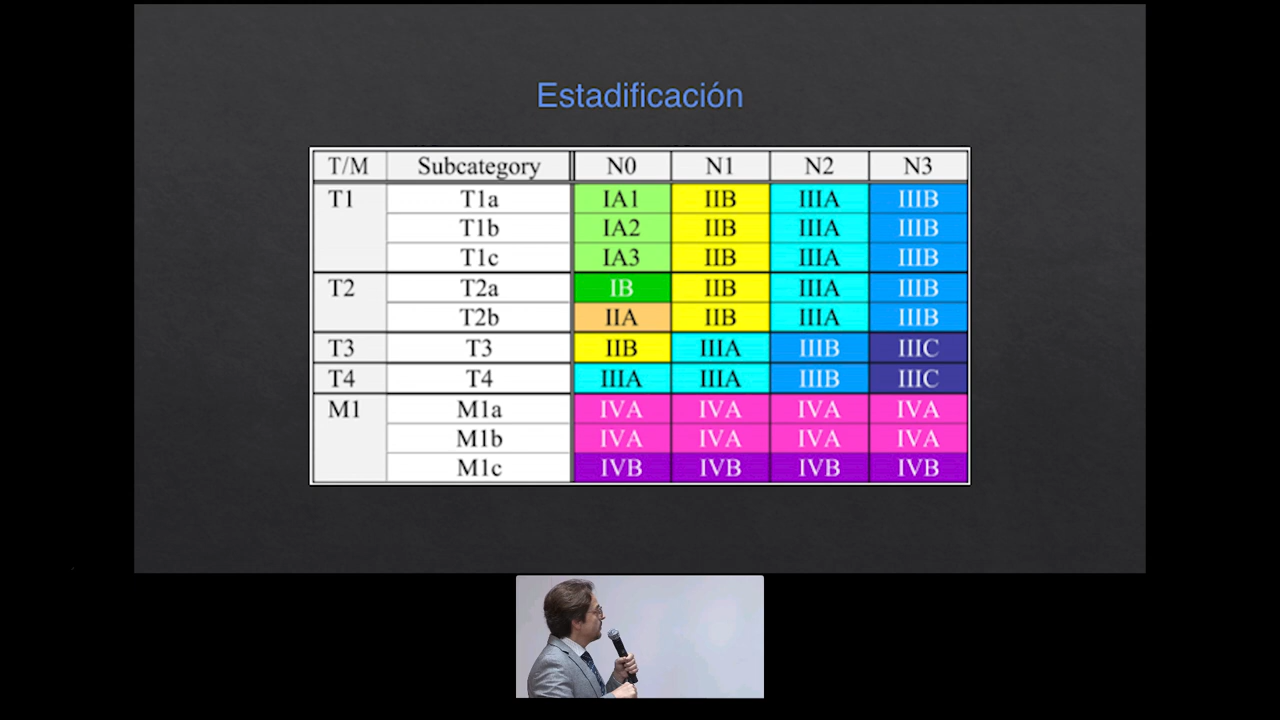 Estadificación
T/M Subcategory N0 N1 N2 N3
T1 T1a IA1 IIB IIIA IIIB
T1b IA2 IIB IIIA IIIB
T1c IA3 IIB IIIA IIIB
T2 T2a IB IIB IIIA IIIB
T2b IIA IIB IIIA IIIB
T3 T3 IIB IIIA IIIB IIIC
T4 T4 IIIA IIIA IIIB IIIC
M1 M1a IVA IVA IVA IVA
M1b IVA IVA IVA IVA
M1c IVB IVB IVB IVB